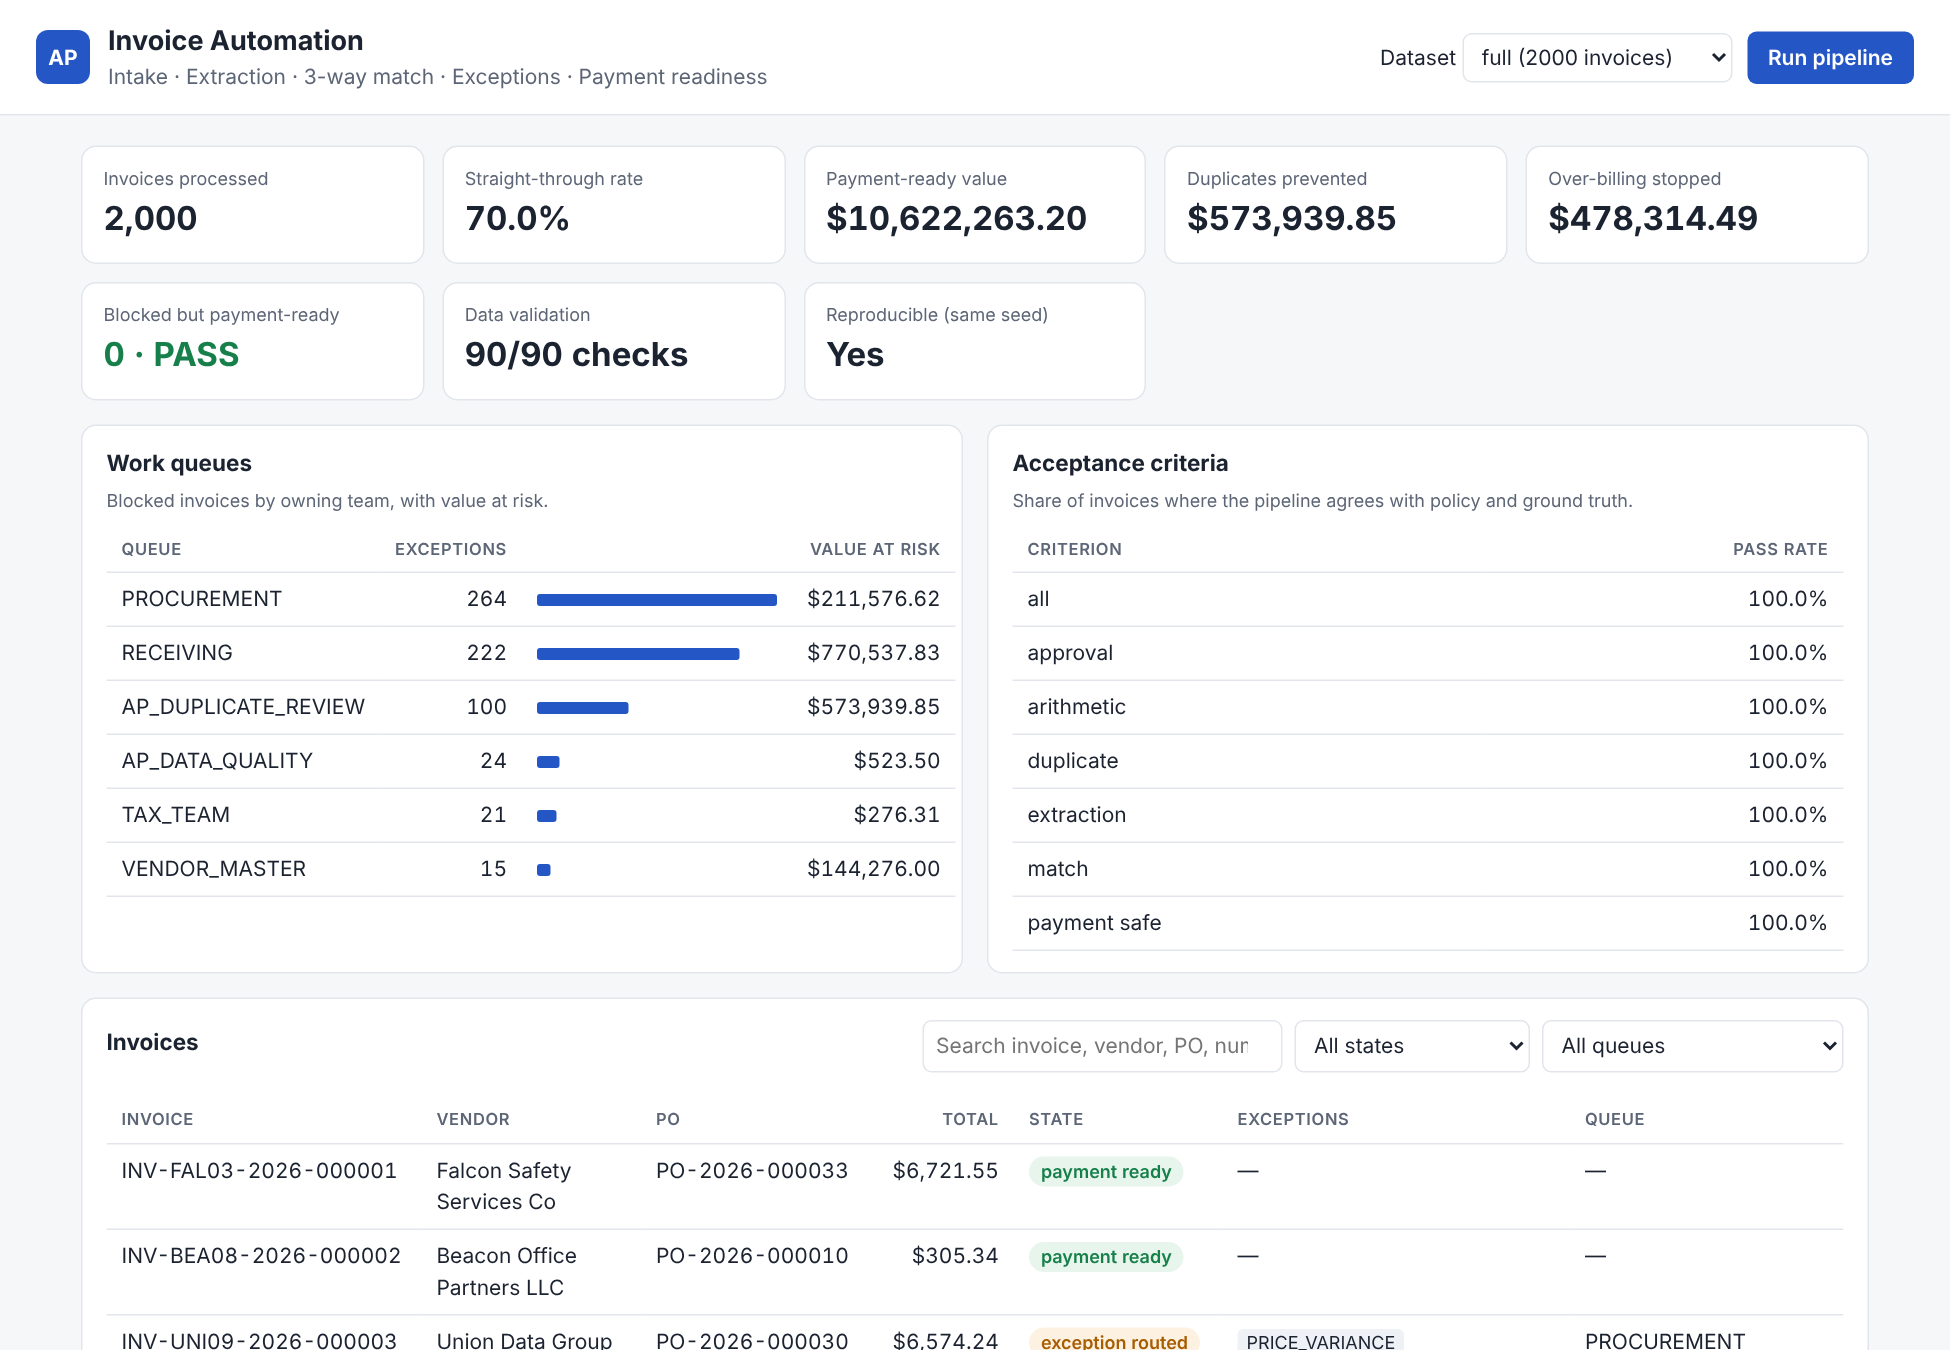 AP
Invoice Automation
Intake · Extraction · 3-way match · Exceptions · Payment readiness
Dataset full (2000 invoices) Run pipeline
Invoices processed Straight-through rate Payment-ready value Duplicates prevented Over-billing stopped
2,000 70.0% $10,622,263.20 $573,939.85 $478,314.49
Blocked but payment-ready Data validation Reproducible (same seed)
0 · PASS 90/90 checks Yes
Work queues
Blocked invoices by owning team, with value at risk.
QUEUE EXCEPTIONS VALUE AT RISK
PROCUREMENT 264 $211,576.62
RECEIVING 222 $770,537.83
AP_DUPLICATE_REVIEW 100 $573,939.85
AP_DATA_QUALITY 24 $523.50
TAX_TEAM 21 $276.31
VENDOR_MASTER 15 $144,276.00
Acceptance criteria
Share of invoices where the pipeline agrees with policy and ground truth.
CRITERION PASS RATE
all 100.0%
approval 100.0%
arithmetic 100.0%
duplicate 100.0%
extraction 100.0%
match 100.0%
payment safe 100.0%
Invoices
Search invoice, vendor, PO, nur All states All queues
INVOICE VENDOR PO TOTAL STATE EXCEPTIONS QUEUE
INV-FAL03-2026-000001 Falcon Safety PO-2026-000033 $6,721.55 payment ready — —
Services Co
INV-BEA08-2026-000002 Beacon Office PO-2026-000010 $305.34 payment ready — —
Partners LLC
INV-UNI09-2026-000003 Union Data Group PO-2026-000030 $6,574.24 exception routed PRICE_VARIANCE PROCUREMENT